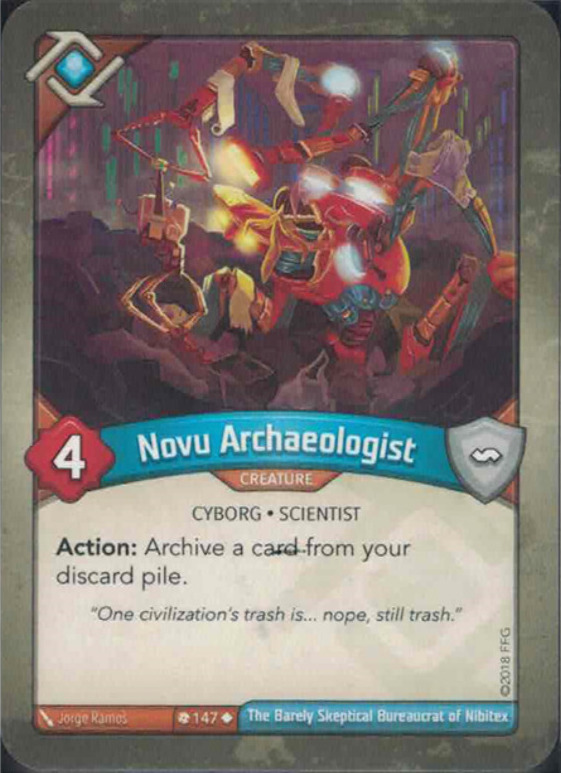 4
Novu Archaeologist
CREATURE
CYBORG • SCIENTIST
Action: Archive a card from your
discard pile.
"One civilization's trash is... nope, still trash."
©2018 FFG
Jorge Ramos
147
The Barely Skeptical Bureaucrat of Nibitex